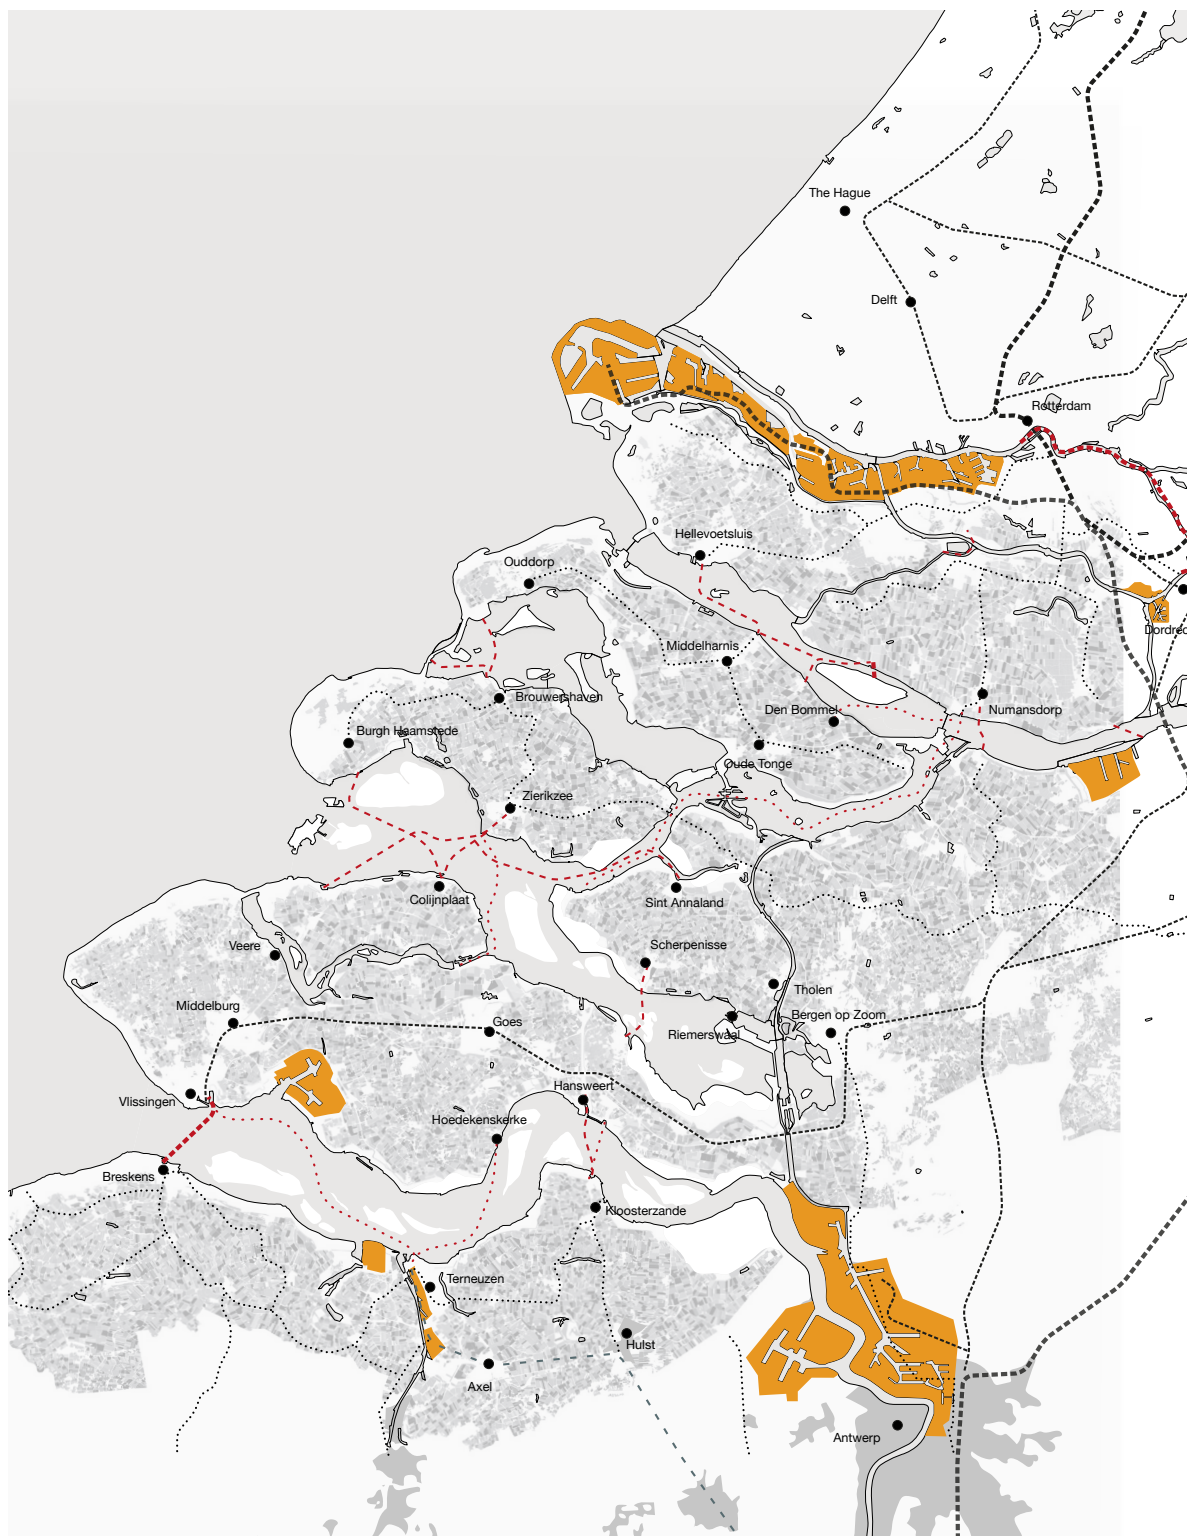 The Hague
Delft
Rotterdam
Hellevoetsluis
Ouddorp
Dordrec
Middelharnis
Brouwershaven
Den Bommel
Numansdorp
Burgh Haamstede
Oude Tonge
Zierikzee
Colijnplaat
Sint Annaland
Veere
Scherpenisse
Tholen
Middelburg
Goes
Bergen op Zoom
Riemerswaal
Hansweert
Vlissingen
Hoedekenskerke
Breskens
Kloosterzande
Terneuzen
Hulst
Axel
Antwerp